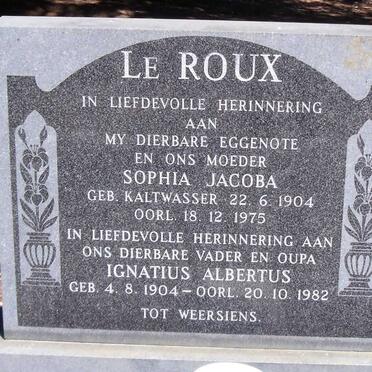 LE ROUX
IN LIEFDEVOLLE HERINNERING
AAN
MY DIERBARE EGGENOTE
EN ONS MOEDER
SOPHIA JACOBA
GEB. KALTWASSER 22. 6. 1904
OORL. 18. 12. 1975
IN LIEFDEVOLLE HERINNERING AAN
ONS DIERBARE VADER EN OUPA
IGNATIUS ALBERTUS
GEB. 4. 8. 1904 – OORL. 20. 10. 1982
TOT WEERSIENS.